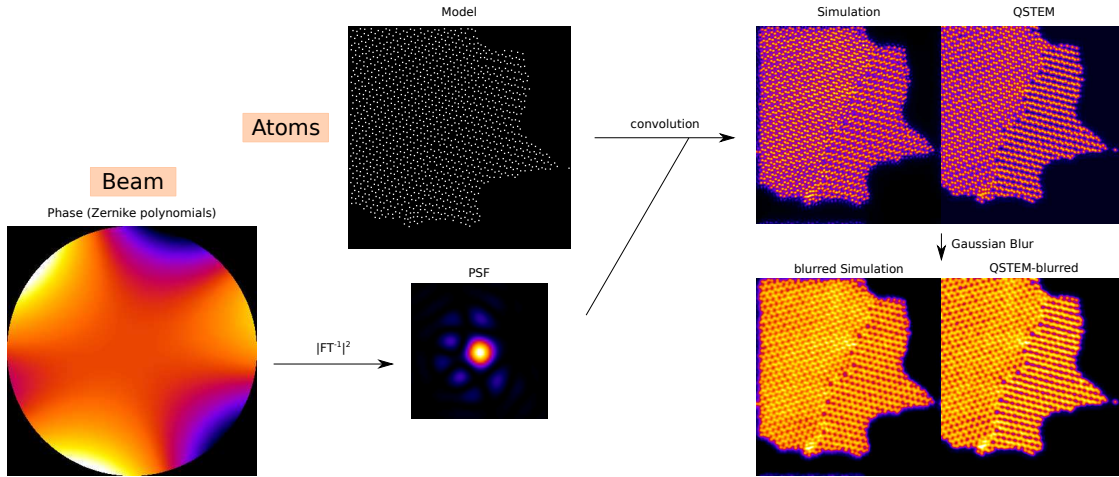 Model
Simulation
QSTEM
Atoms
convolution
Beam
Phase (Zernike polynomials)
Gaussian Blur
PSF
blurred Simulation
QSTEM-blurred
|FT⁻¹|²